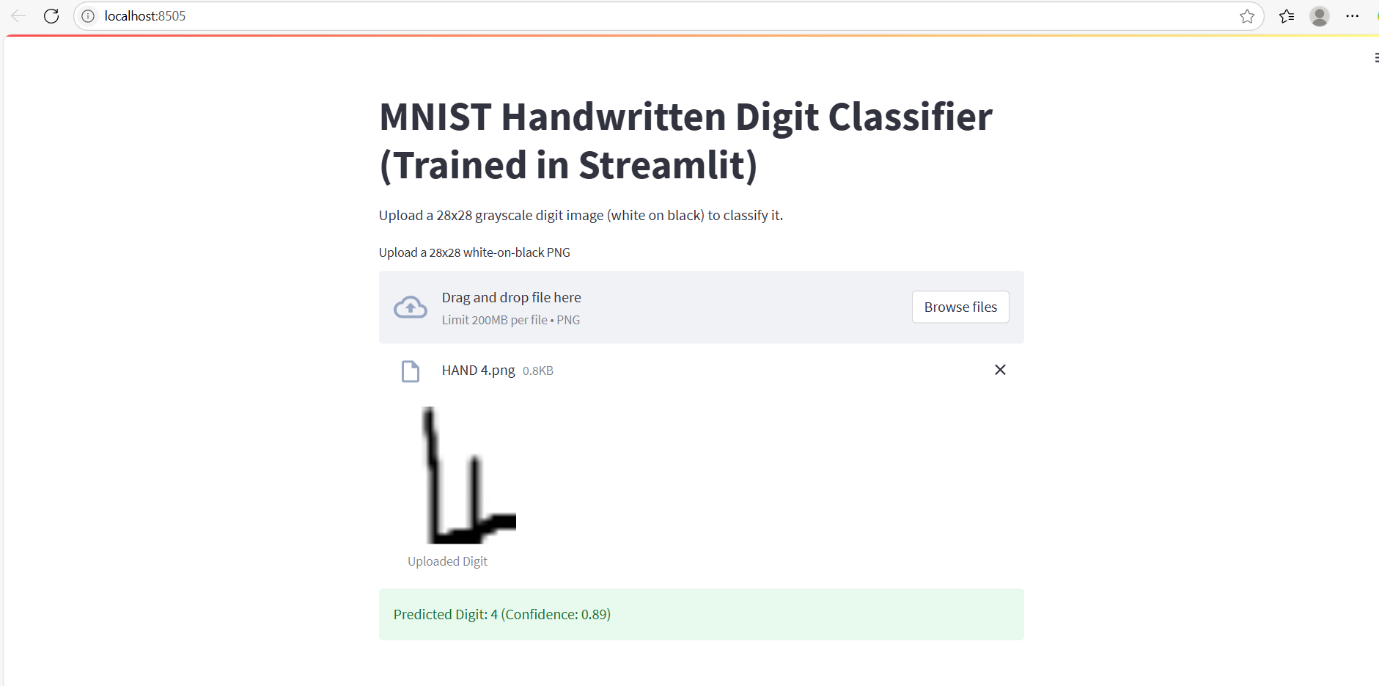 localhost:8505
MNIST Handwritten Digit Classifier
(Trained in Streamlit)
Upload a 28x28 grayscale digit image (white on black) to classify it.
Upload a 28x28 white-on-black PNG
Drag and drop file here
Limit 200MB per file • PNG
Browse files
HAND 4.png 0.8KB
4
Uploaded Digit
Predicted Digit: 4 (Confidence: 0.89)